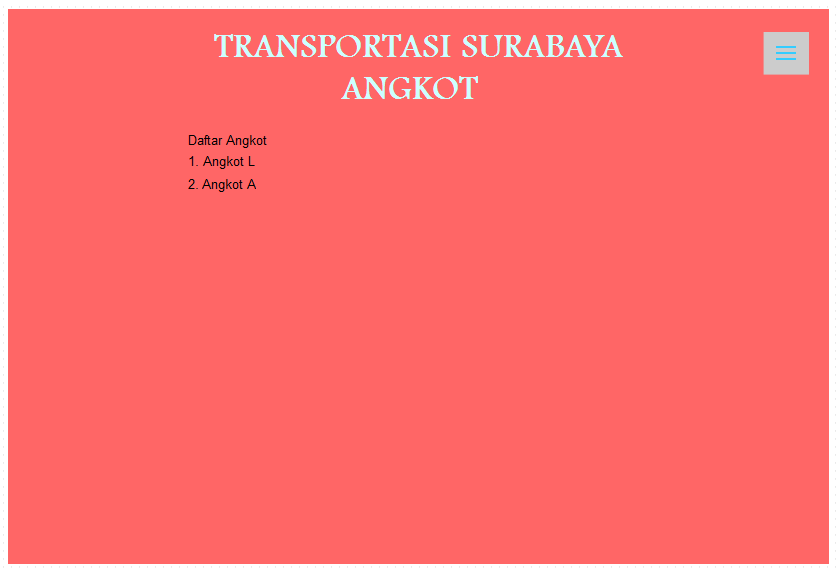 TRANSPORTASI SURABAYA
ANGKOT
Daftar Angkot
1. Angkot L
2. Angkot A